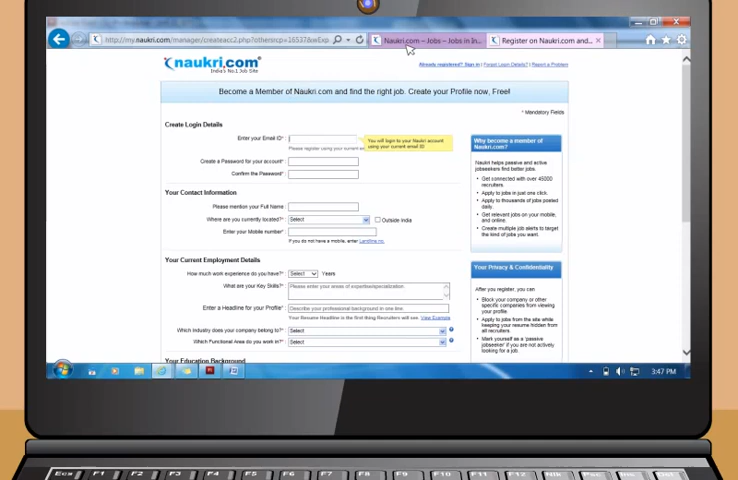 http://my.naukri.com/manager/createacc2.php?othersrcp=16537&wExp
Naukri.com – Jobs – Jobs in In...
Register on Naukri.com and...
naukri.com
India's No.1 Job Site
Already registered? Sign in | Forgot Login Details? | Report a Problem
Become a Member of Naukri.com and find the right job. Create your Profile now, Free!
* Mandatory Fields
Create Login Details
Enter your Email ID* :
You will login to your Naukri account
using your current email ID
Please register using your current em
Create a Password for your account* :
Confirm the Password* :
Your Contact Information
Please mention your Full Name :
Where are you currently located?* : Select
Outside India
Enter your Mobile number* :
If you do not have a mobile, enter Landline no.
Your Current Employment Details
How much work experience do you have?* : Select Years
What are your Key Skills?* Please enter your areas of expertise/specialization
Enter a Headline for your Profile* Describe your professional background in one line
Your Resume Headline is the first thing Recruiters will see View Example
Which Industry does your company belong to?* Select
Which Functional Area do you work in?* : Select
Your Education Background
Why become a member of
Naukri.com?
Naukri helps passive and active
jobseekers find better jobs.
Get connected with over 45000
recruiters.
Apply to jobs in just one click.
Apply to thousands of jobs posted
daily.
Get relevant jobs on your mobile,
and online.
Create multiple job alerts to target
the kind of jobs you want.
Your Privacy & Confidentiality
After you register, you can
Block your company or other
specific companies from viewing
your profile.
Apply to jobs from the site while
keeping your resume hidden from
all recruiters.
Mark yourself as a 'passive
jobseeker' if you are not actively
looking for a job.
3:47 PM
Esc F1 F2 F3 F4 F5 F6 F7 F8 F9 F10 F11 F12